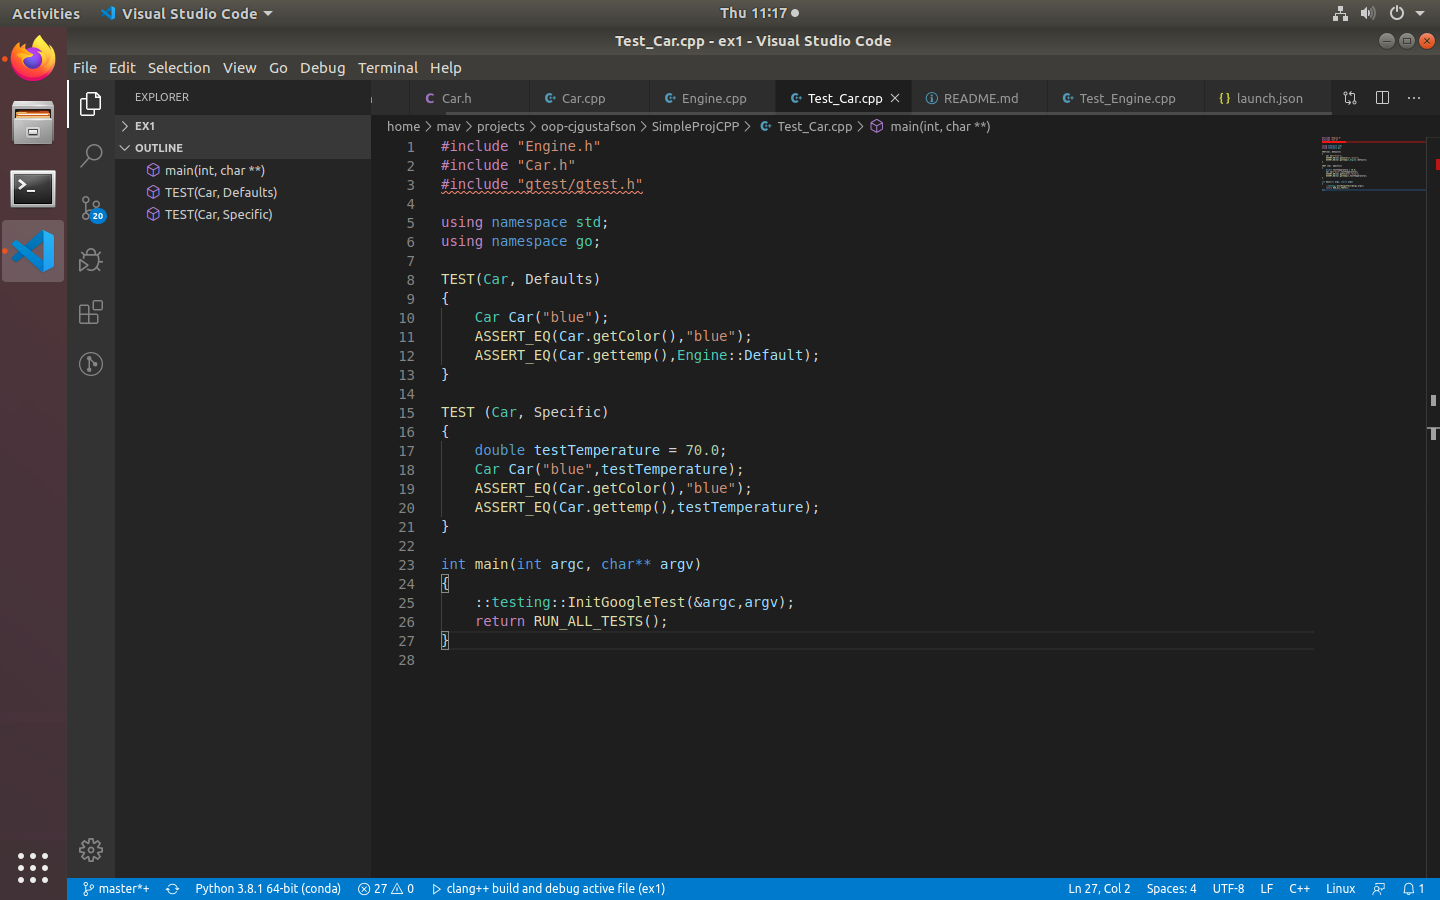 Activities Visual Studio Code Thu 11:17
Test_Car.cpp - ex1 - Visual Studio Code
File Edit Selection View Go Debug Terminal Help
EXPLORER
Car.h Car.cpp Engine.cpp Test_Car.cpp README.md Test_Engine.cpp launch.json
EX1
OUTLINE
main(int, char **)
TEST(Car, Defaults)
TEST(Car, Specific)
20
home mav projects oop-cjgustafson SimpleProjCPP Test_Car.cpp main(int, char **)
1 #include "Engine.h"
2 #include "Car.h"
3 #include "gtest/gtest.h"
4
5 using namespace std;
6 using namespace go;
7
8 TEST(Car, Defaults)
9 {
10 Car Car("blue");
11 ASSERT_EQ(Car.getColor(),"blue");
12 ASSERT_EQ(Car.gettemp(),Engine::Default);
13 }
14
15 TEST (Car, Specific)
16 {
17 double testTemperature = 70.0;
18 Car Car("blue",testTemperature);
19 ASSERT_EQ(Car.getColor(),"blue");
20 ASSERT_EQ(Car.gettemp(),testTemperature);
21 }
22
23 int main(int argc, char** argv)
24 {
25 ::testing::InitGoogleTest(&argc,argv);
26 return RUN_ALL_TESTS();
27 }
28
master*+ Python 3.8.1 64-bit (conda) 27 0 clang++ build and debug active file (ex1) Ln 27, Col 2 Spaces: 4 UTF-8 LF C++ Linux 1